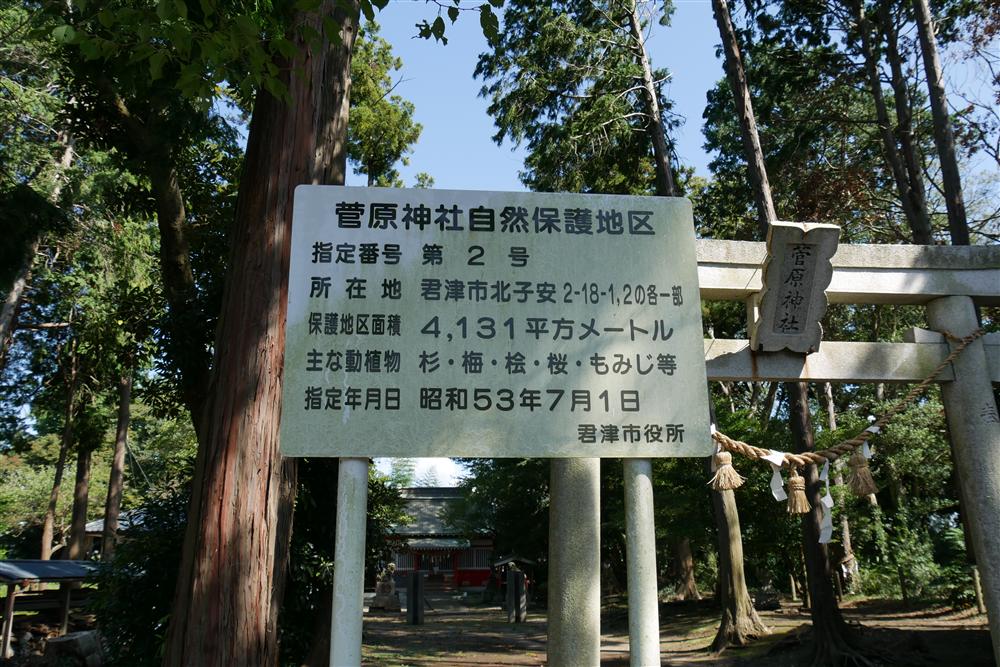 菅原神社自然保護地区
指定番号 第 2 号
所在地 君津市北子安2-18-1,2の各一部
保護地区面積 4,131平方メートル
主な動植物 杉・梅・桧・桜・もみじ等
指定年月日 昭和53年7月1日
君津市役所
菅原神社